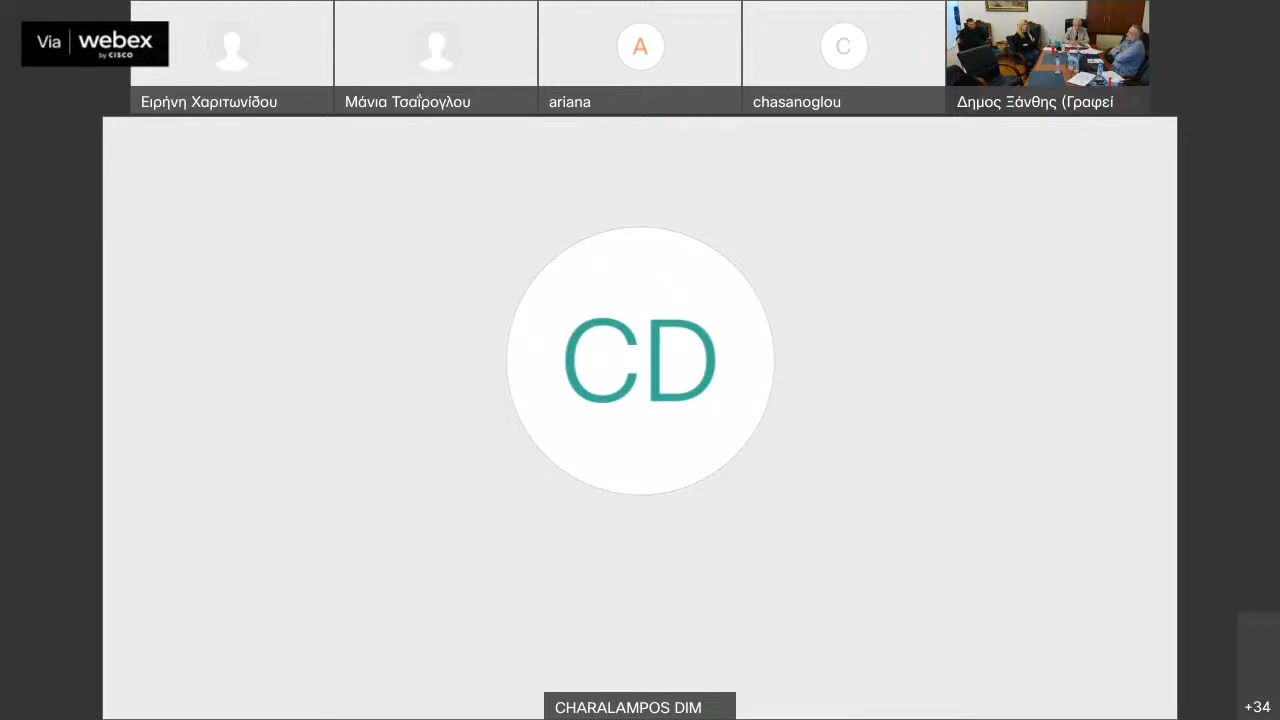 Via webex
by CISCO
A
C
Ειρήνη Χαριτωνίδου
Μάνια Τσαΐρογλου
ariana
chasanoglou
Δημος Ξάνθης (Γραφεί
CD
CHARALAMPOS DIM
+34